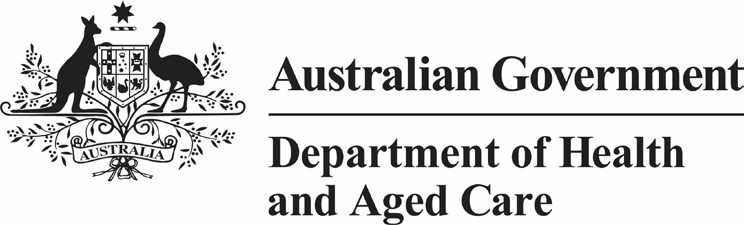 AUSTRALIA
Australian Government
Department of Health
and Aged Care